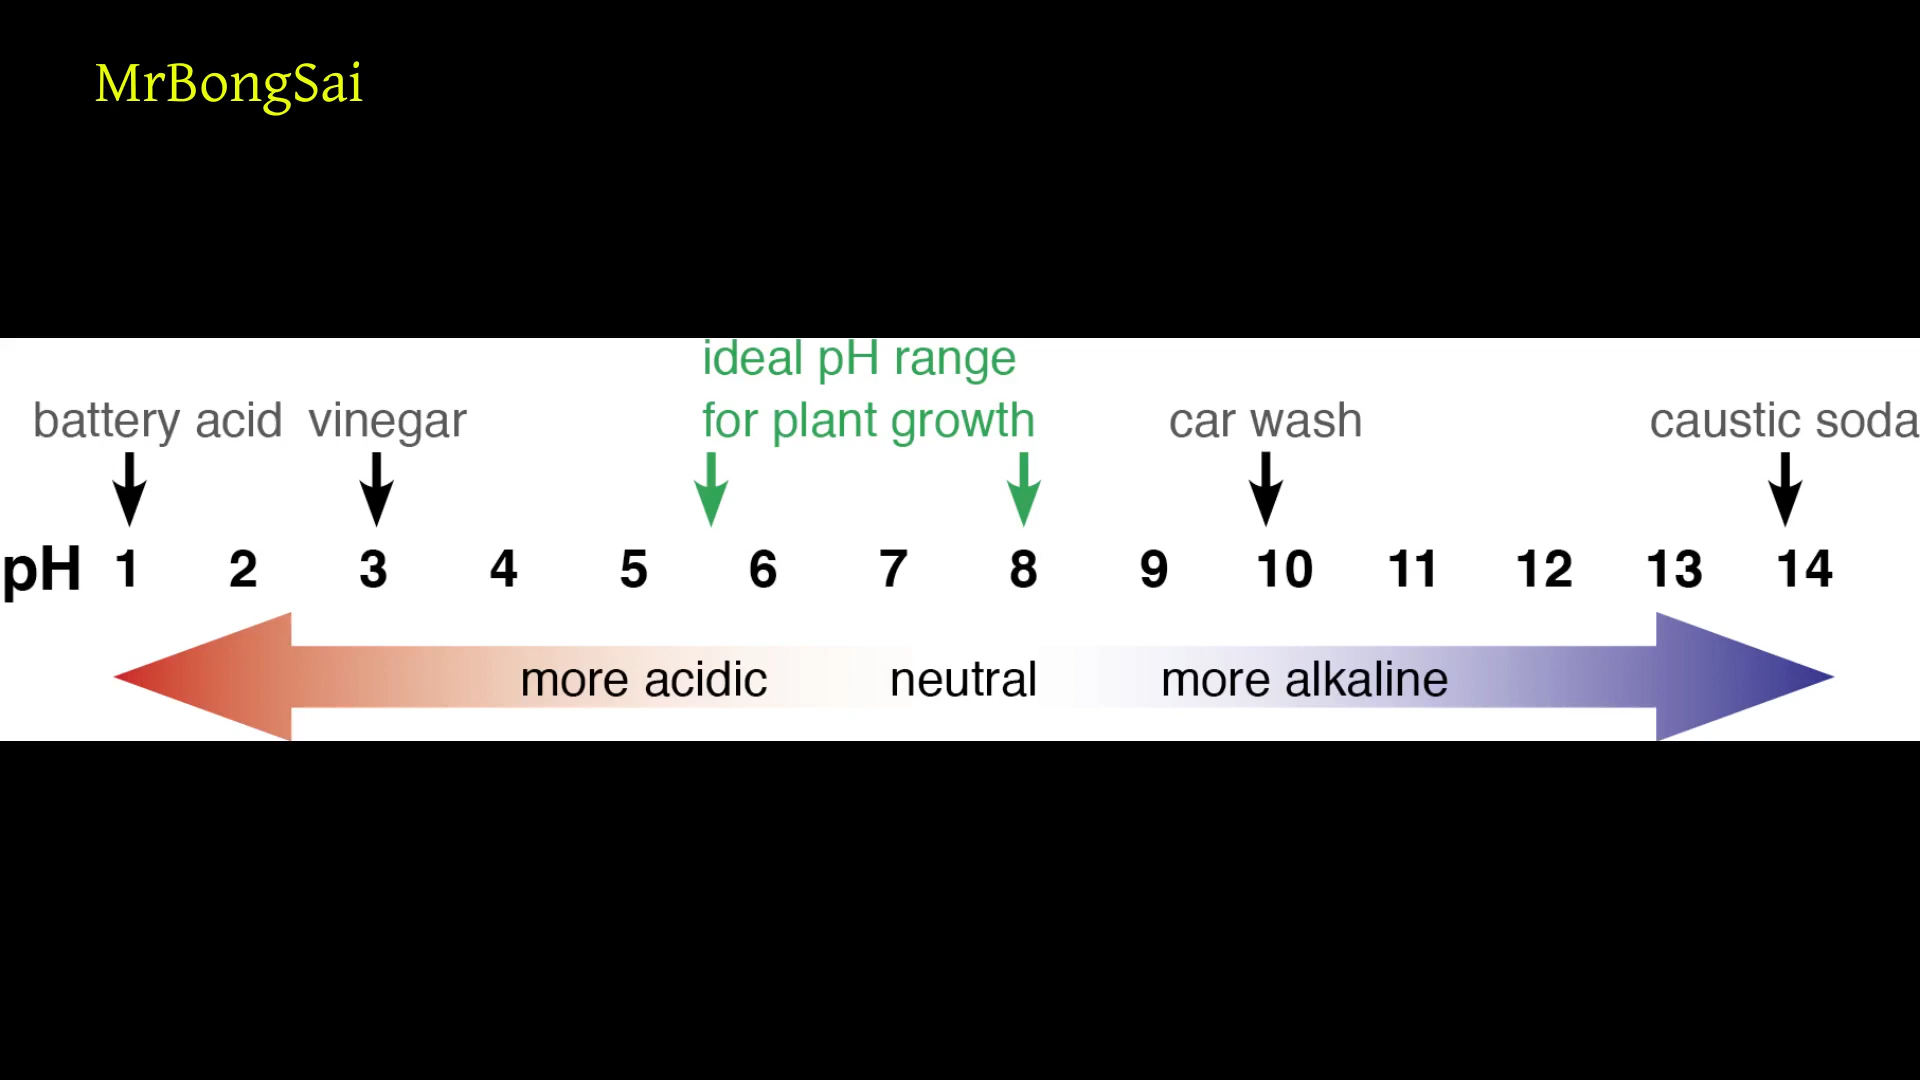 MrBongSai
ideal pH range
for plant growth
battery acid vinegar car wash caustic soda
pH 1 2 3 4 5 6 7 8 9 10 11 12 13 14
more acidic neutral more alkaline